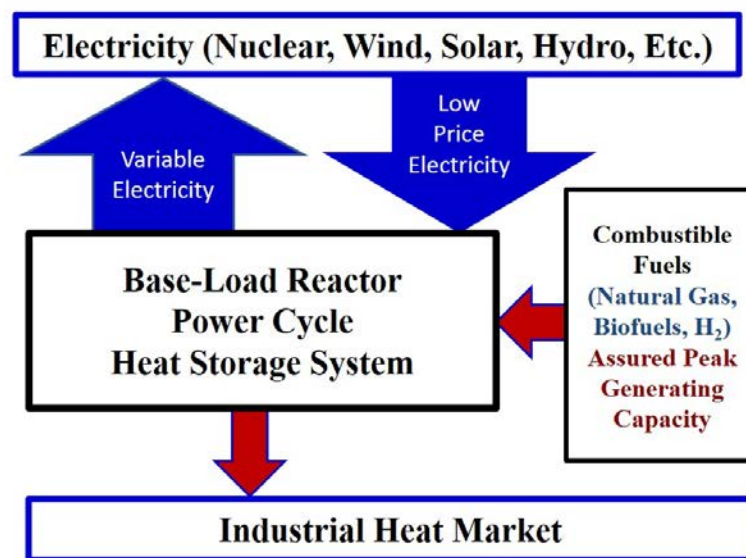 Electricity (Nuclear, Wind, Solar, Hydro, Etc.)
Variable
Electricity
Low
Price
Electricity
Base-Load Reactor
Power Cycle
Heat Storage System
Combustible
Fuels
(Natural Gas,
Biofuels, H₂)
Assured Peak
Generating
Capacity
Industrial Heat Market